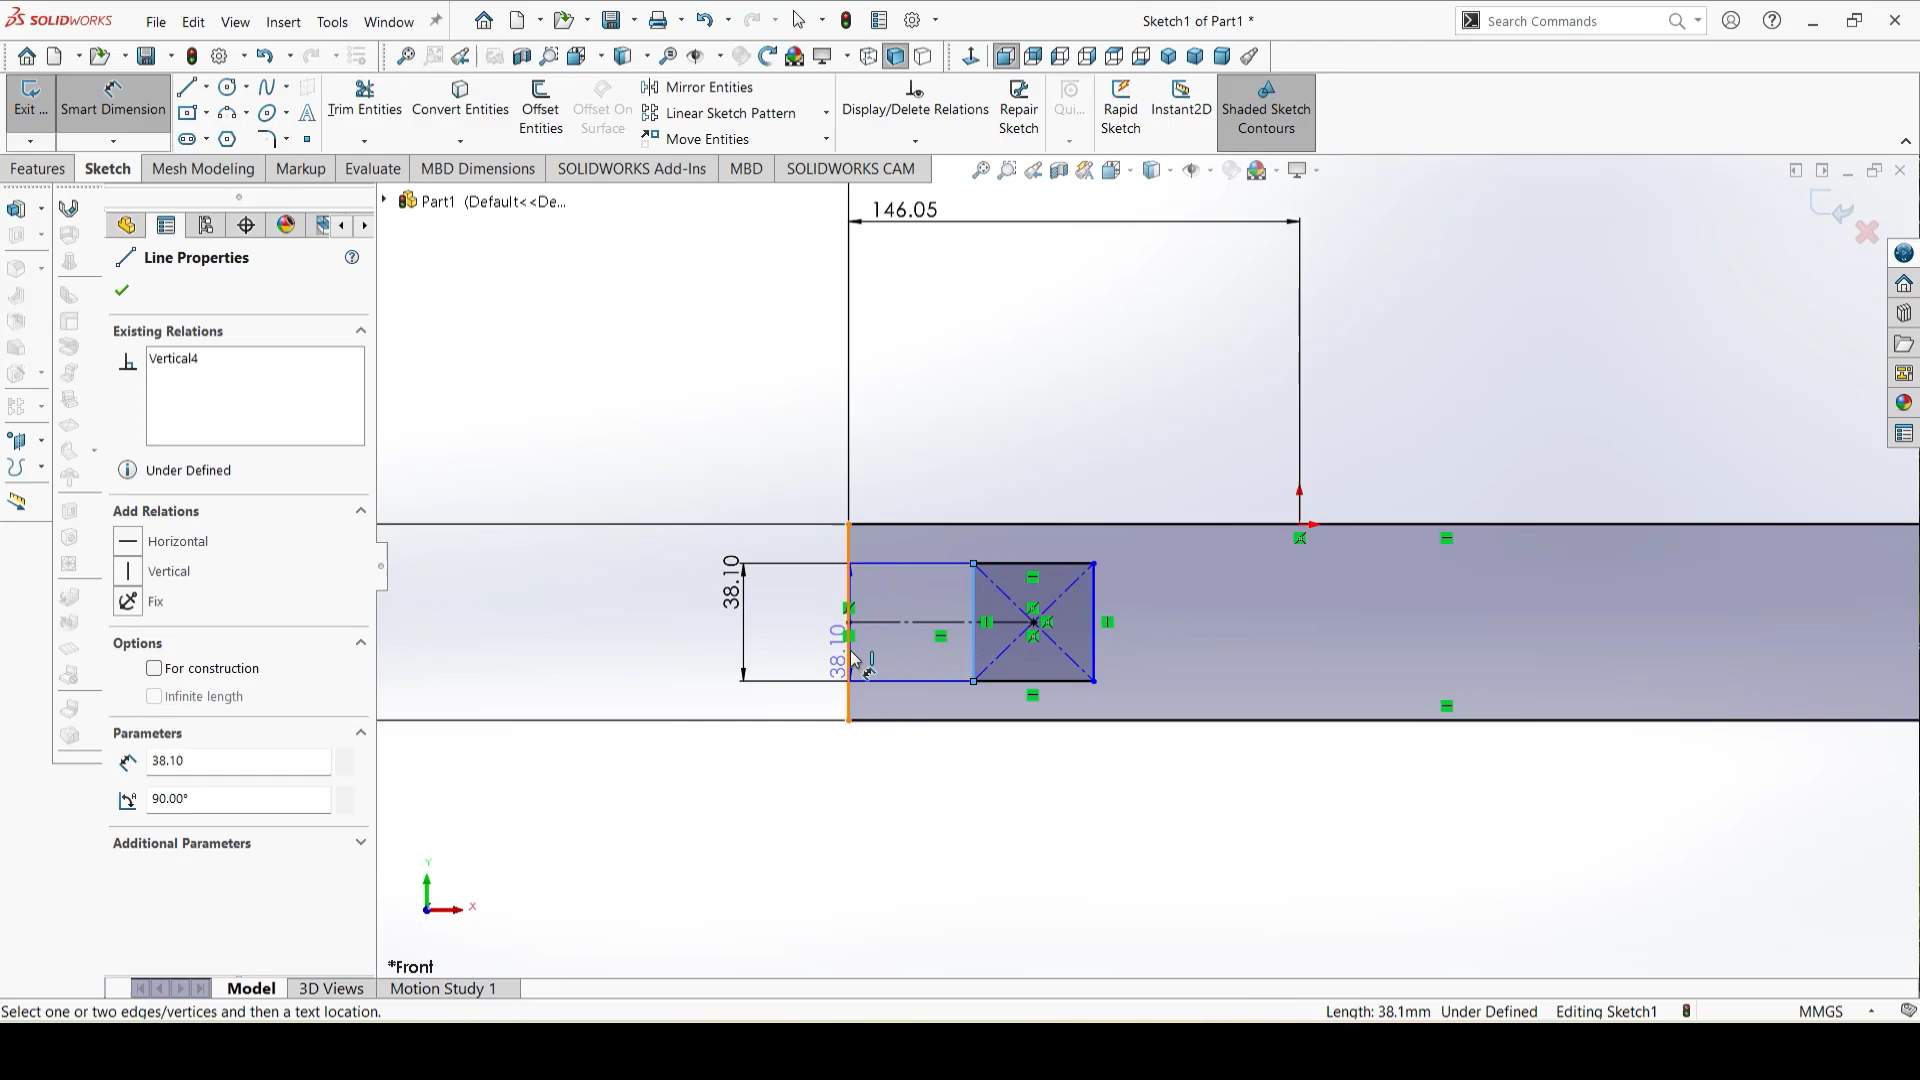 SOLIDWORKS
File Edit View Insert Tools Window
Sketch1 of Part1 *
Search Commands
Exit ...
Smart Dimension
Trim Entities
Convert Entities
Offset Entities
Offset On Surface
Mirror Entities
Linear Sketch Pattern
Move Entities
Display/Delete Relations
Repair Sketch
Qui...
Rapid Sketch
Instant2D
Shaded Sketch Contours
Features Sketch Mesh Modeling Markup Evaluate MBD Dimensions SOLIDWORKS Add-Ins MBD SOLIDWORKS CAM
Part1 (Default<<De...
Line Properties
Existing Relations
Vertical4
Under Defined
Add Relations
Horizontal
Vertical
Fix
Options
For construction
Infinite length
Parameters
38.10
90.00°
Additional Parameters
146.05
38.10
38.10
Y
X
*Front
Model 3D Views Motion Study 1
Select one or two edges/vertices and then a text location.
Length: 38.1mm Under Defined Editing Sketch1 MMGS